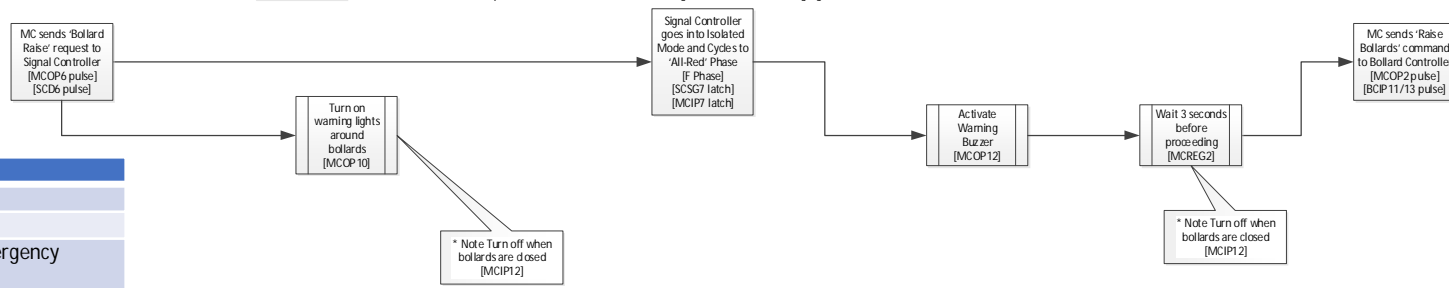 MC sends 'Bollard
Raise' request to
Signal Controller
[MCOP6 pulse]
[SCD6 pulse]
Turn on
warning lights
around
bollards
[MCOP10]
* Note Turn off when
bollards are closed
[MCIP12]
Signal Controller
goes into Isolated
Mode and Cycles to
'All-Red' Phase
[F Phase]
[SCSG7 latch]
[MCIP7 latch]
Activate
Warning
Buzzer
[MCOP12]
Wait 3 seconds
before
proceeding
[MCREG2]
* Note Turn off when
bollards are closed
[MCIP12]
MC sends 'Raise
Bollards' command
to Bollard Controlle
[MCOP2 pulse]
[BCIP11/13 pulse]
ergency